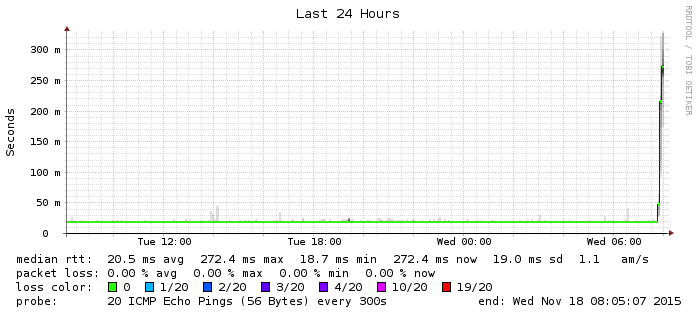 Last 24 Hours
RRDTOOL / TOBI OETIKER
Seconds
300 m
250 m
200 m
150 m
100 m
50 m
0
Tue 12:00 Tue 18:00 Wed 00:00 Wed 06:00
median rtt: 20.5 ms avg 272.4 ms max 18.7 ms min 272.4 ms now 19.0 ms sd 1.1 am/s
packet loss: 0.00 % avg 0.00 % max 0.00 % min 0.00 % now
loss color: 0 1/20 2/20 3/20 4/20 10/20 19/20
probe: 20 ICMP Echo Pings (56 Bytes) every 300s end: Wed Nov 18 08:05:07 2015